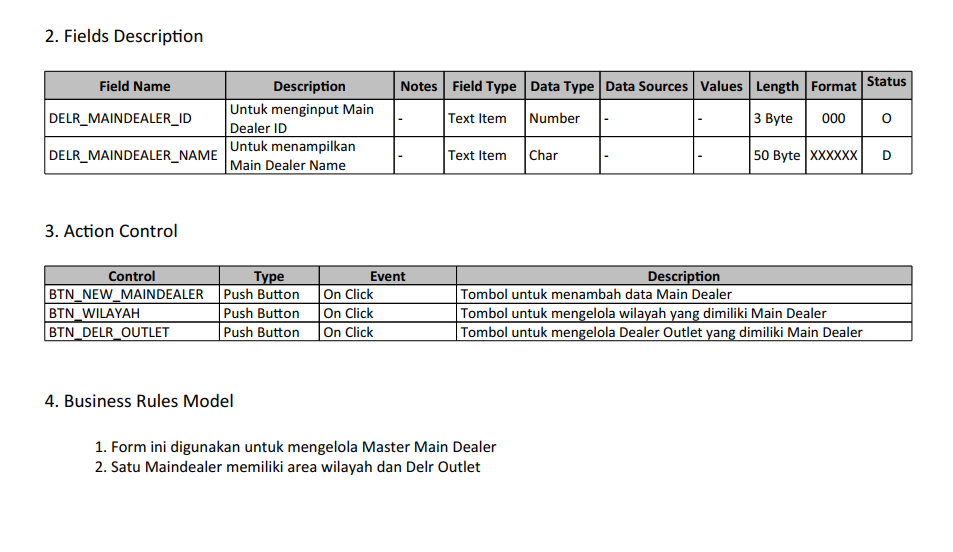 2. Fields Description
Field Name Description Notes Field Type Data Type Data Sources Values Length Format Status
DELR_MAINDEALER_ID Untuk menginput Main Dealer ID - Text Item Number - - 3 Byte 000 O
DELR_MAINDEALER_NAME Untuk menampilkan Main Dealer Name - Text Item Char - - 50 Byte XXXXXX D
3. Action Control
Control Type Event Description
BTN_NEW_MAINDEALER Push Button On Click Tombol untuk menambah data Main Dealer
BTN_WILAYAH Push Button On Click Tombol untuk mengelola wilayah yang dimiliki Main Dealer
BTN_DELR_OUTLET Push Button On Click Tombol untuk mengelola Dealer Outlet yang dimiliki Main Dealer
4. Business Rules Model
1. Form ini digunakan untuk mengelola Master Main Dealer
2. Satu Maindealer memiliki area wilayah dan Delr Outlet